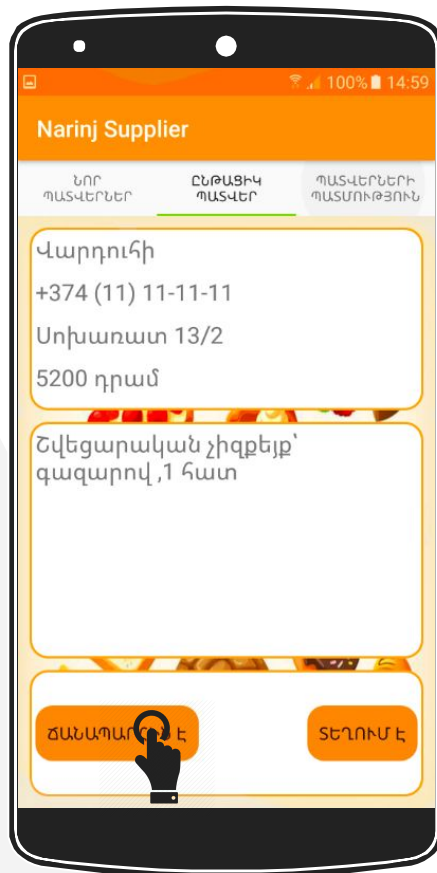 100% 14:59
Narinj Supplier
ՆՈՐ
ՊԱՏՎԵՐՆԵՐ
ԸՆԹԱՑԻԿ
ՊԱՏՎԵՐ
ՊԱՏՎԵՐՆԵՐԻ
ՊԱՏՄՈՒԹՅՈՒՆ
Վարդուհի
+374 (11) 11-11-11
Սոխառատ 13/2
5200 դրամ
Շվեցարական չիզքեյք՝
գազարով ,1 հատ
Է
ՏԵՂՈՒՄ Է